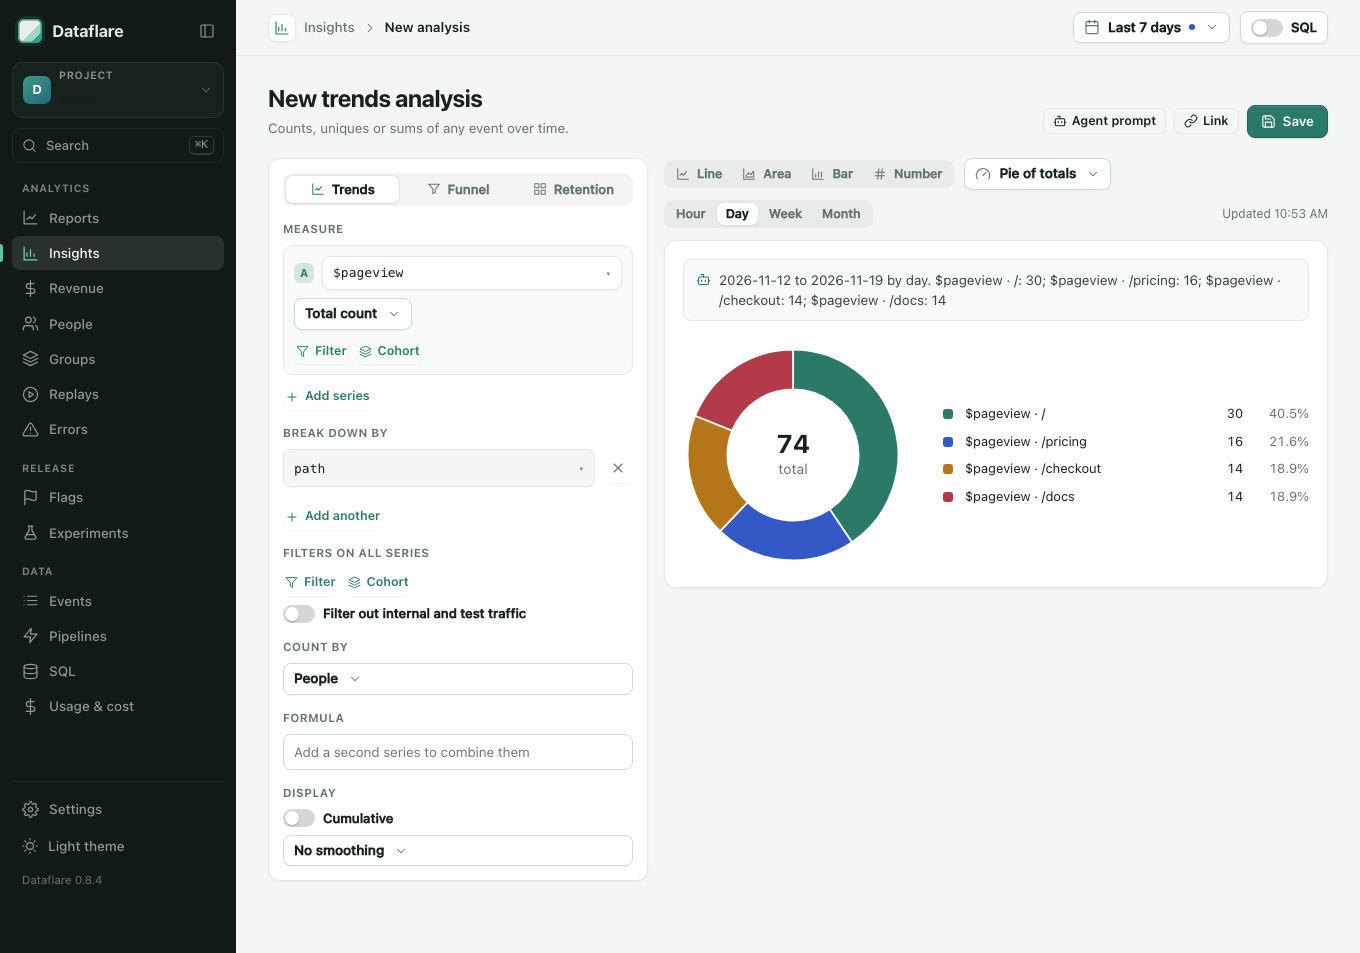 Dataflare
PROJECT
D
Search
⌘K
ANALYTICS
Reports
Insights
Revenue
People
Groups
Replays
Errors
RELEASE
Flags
Experiments
DATA
Events
Pipelines
SQL
Usage & cost
Settings
Light theme
Dataflare 0.8.4
Insights > New analysis
Last 7 days
SQL
New trends analysis
Counts, uniques or sums of any event over time.
Agent prompt
Link
Save
Trends Funnel Retention
MEASURE
A $pageview
Total count
Filter Cohort
+ Add series
BREAK DOWN BY
path
+ Add another
FILTERS ON ALL SERIES
Filter Cohort
Filter out internal and test traffic
COUNT BY
People
FORMULA
Add a second series to combine them
DISPLAY
Cumulative
No smoothing
Line Area Bar # Number Pie of totals
Hour Day Week Month
Updated 10:53 AM
2026-11-12 to 2026-11-19 by day. $pageview · /: 30; $pageview · /pricing: 16; $pageview ·
/checkout: 14; $pageview · /docs: 14
74
total
$pageview · / 30 40.5%
$pageview · /pricing 16 21.6%
$pageview · /checkout 14 18.9%
$pageview · /docs 14 18.9%